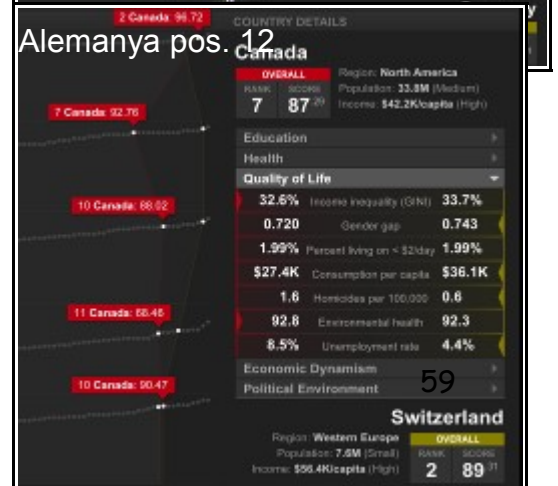 2 Canada: 96.72
COUNTRY DETAILS
y
Alemanya pos. 12
Canada
OVERALL
RANK SCORE
7 87.29
Region: North America
Population: 33.8M (Medium)
Income: $42.2K/capita (High)
7 Canada: 92.76
Education
Health
Quality of Life
32.6% Income inequality (GINI) 33.7%
10 Canada: 88.02
0.720 Gender gap 0.743
1.99% Percent living on < $2/day 1.99%
$27.4K Consumption per capita $36.1K
1.6 Homicides per 100,000 0.6
11 Canada: 68.46
92.8 Environmental health 92.3
8.5% Unemployment rate 4.4%
Economic Dynamism
10 Canada: 90.47
Political Environment
59
Switzerland
Region: Western Europe
Population: 7.6M (Small)
Income: $56.4K/capita (High)
OVERALL
RANK SCORE
2 89.31